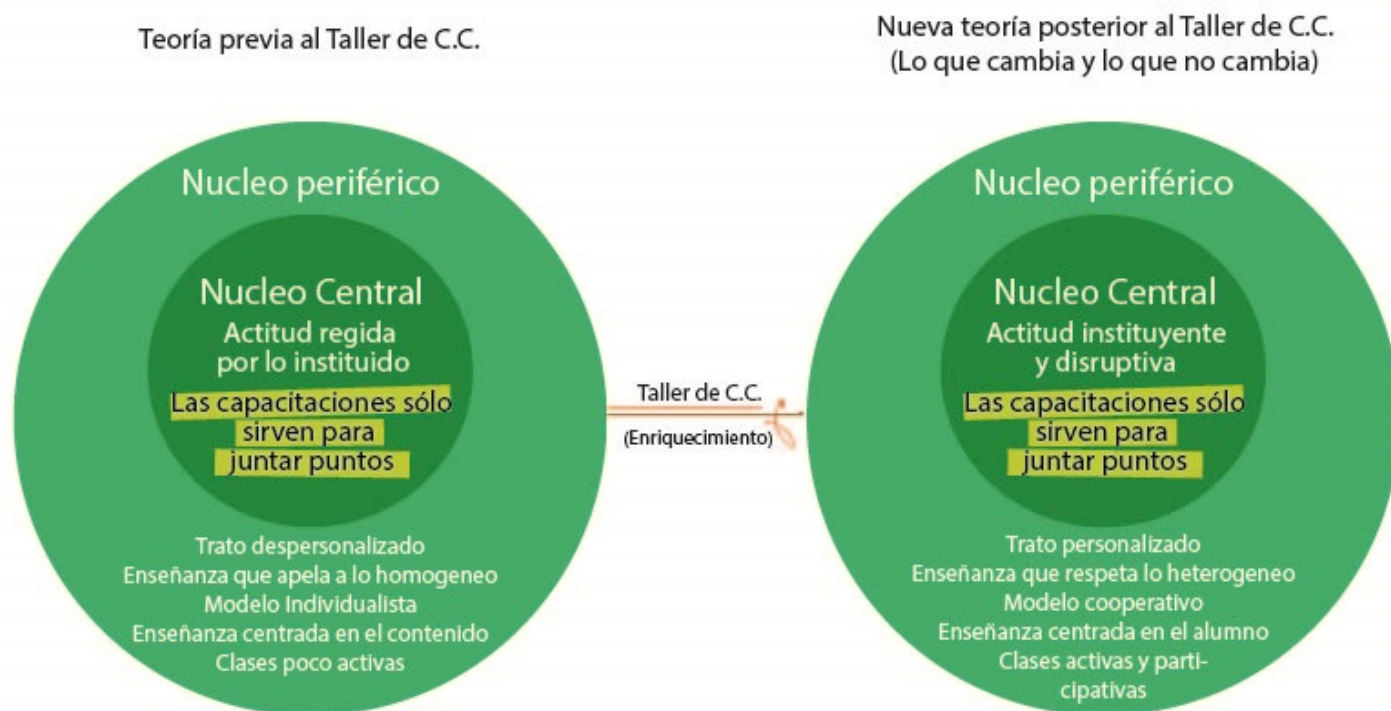 Teoría previa al Taller de C.C.
Nucleo periférico
Nucleo Central
Actitud regida
por lo instituido
Las capacitaciones sólo
sirven para
juntar puntos
Trato despersonalizado
Enseñanza que apela a lo homogeneo
Modelo Individualista
Enseñanza centrada en el contenido
Clases poco activas
Taller de C.C.
(Enriquecimiento)
Nueva teoría posterior al Taller de C.C.
(Lo que cambia y lo que no cambia)
Nucleo periférico
Nucleo Central
Actitud instituyente
y disruptiva
Las capacitaciones sólo
sirven para
juntar puntos
Trato personalizado
Enseñanza que respeta lo heterogeneo
Modelo cooperativo
Enseñanza centrada en el alumno
Clases activas y parti-
cipativas